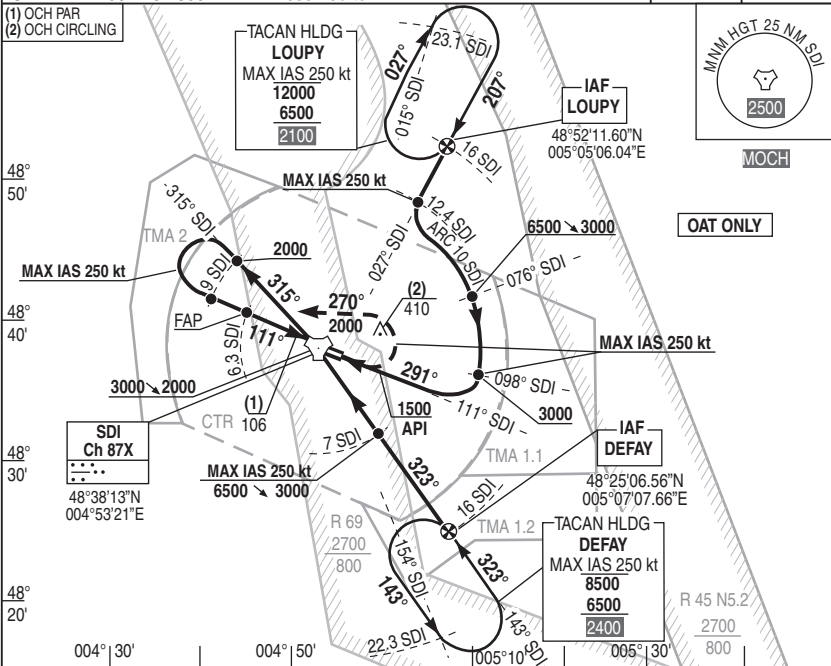 (1) OCH PAR
(2) OCH CIRCLING
TACAN HLDG
LOUPY
MAX IAS 250 kt
12000
6500
2100
027°
015° SDI
23.1 SDI
207°
IAF
LOUPY
48°52'11.60"N
005°05'06.04"E
MNM HGT 25 NM SDI
2500
MOCH
OAT ONLY
16 SDI
48°
50'
MAX IAS 250 kt
12.4 SDI
ARC 10 SDI
027° SDI
6500 ↘ 3000
076° SDI
315° SDI
TMA 2
2000
MAX IAS 250 kt
9 SDI
315°
270°
2000
(2)
410
48°
40'
FAP
111°
6.3 SDI
MAX IAS 250 kt
291°
098° SDI
3000 ↘ 2000
(1)
106
1500
API
111° SDI
3000
CTR
SDI
Ch 87X
48°38'13"N
004°53'21"E
7 SDI
IAF
DEFAY
48°
30'
MAX IAS 250 kt
6500 ↘ 3000
323°
TMA 1.1
48°25'06.56"N
005°07'07.66"E
16 SDI
R 69
2700
800
TMA 1.2
TACAN HLDG
DEFAY
MAX IAS 250 kt
8500
6500
2400
154° SDI
143°
323°
143° SDI
22.3 SDI
R 45 N5.2
2700
800
48°
20'
004° 30'
004° 50'
005°10'
005° 30'